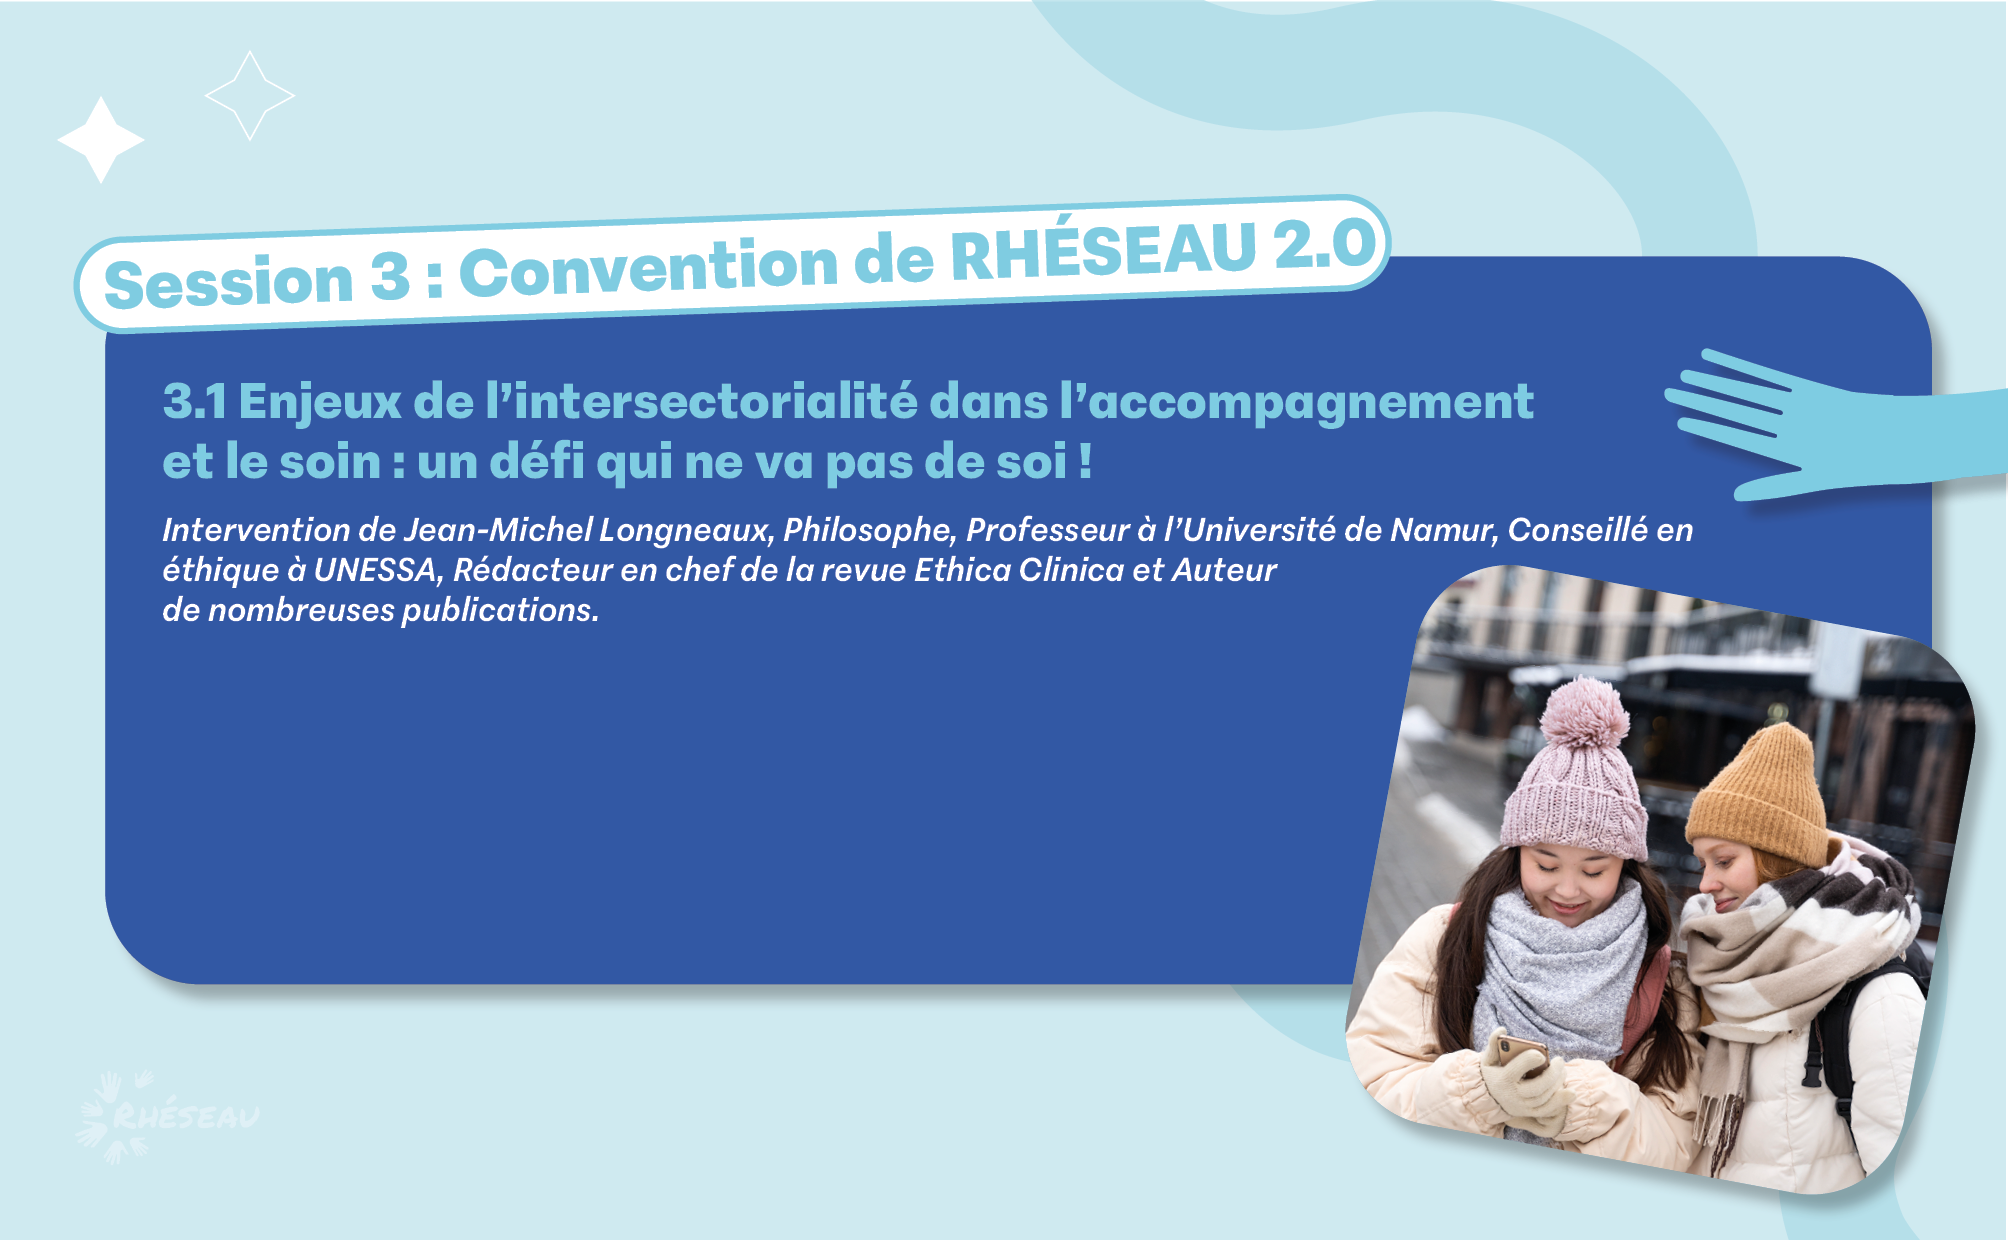 Session 3 : Convention de RHÉSEAU 2.0
3.1 Enjeux de l’intersectorialité dans l’accompagnement
et le soin : un défi qui ne va pas de soi !
Intervention de Jean-Michel Longneaux, Philosophe, Professeur à l’Université de Namur, Conseillé en
éthique à UNESSA, Rédacteur en chef de la revue Ethica Clinica et Auteur
de nombreuses publications.
RHÉSEAU